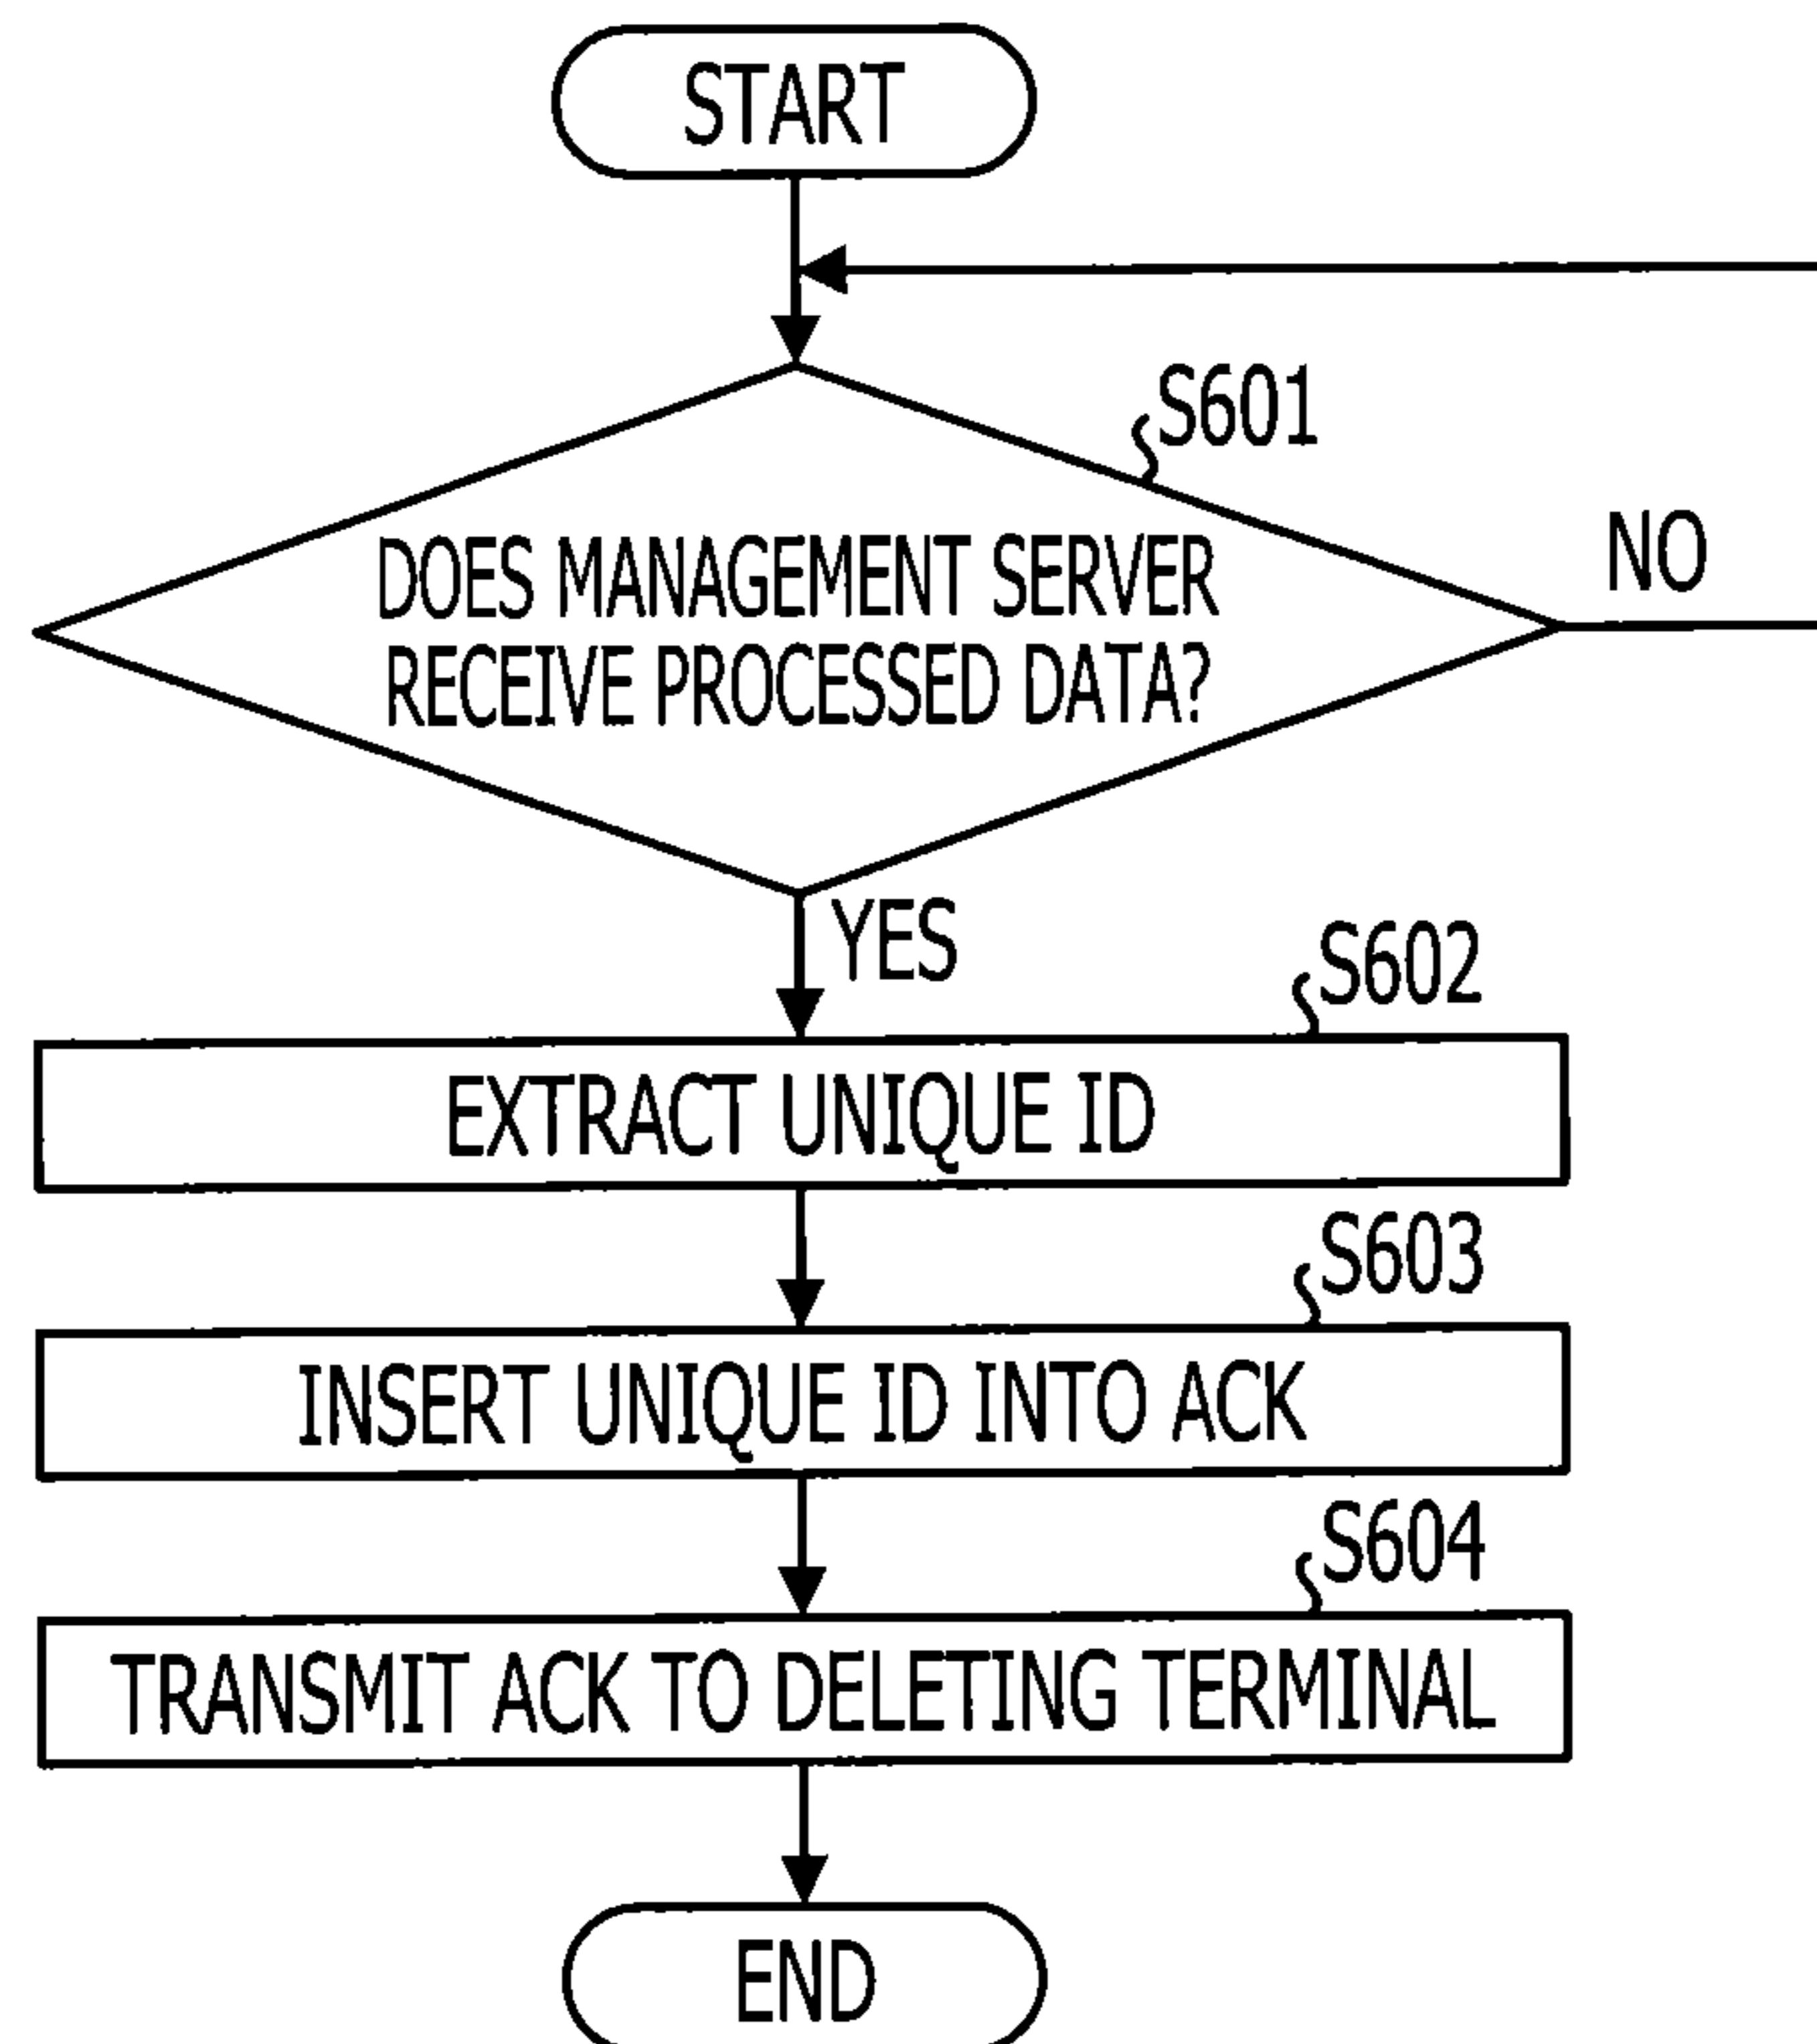 START
S601
DOES MANAGEMENT SERVER
RECEIVE PROCESSED DATA?
NO
YES
S602
EXTRACT UNIQUE ID
S603
INSERT UNIQUE ID INTO ACK
S604
TRANSMIT ACK TO DELETING TERMINAL
END